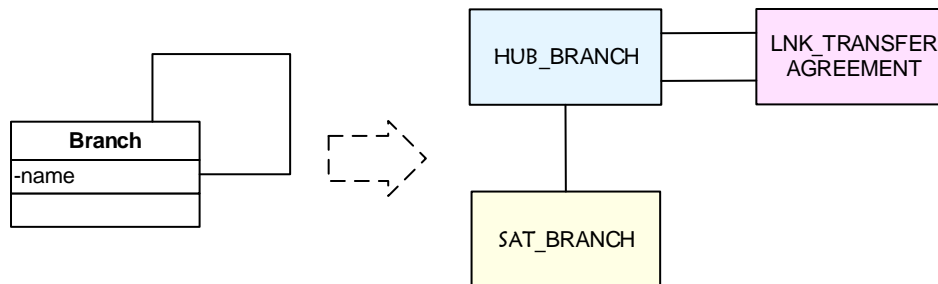 Branch
-name
HUB_BRANCH
LNK_TRANSFER
AGREEMENT
SAT_BRANCH